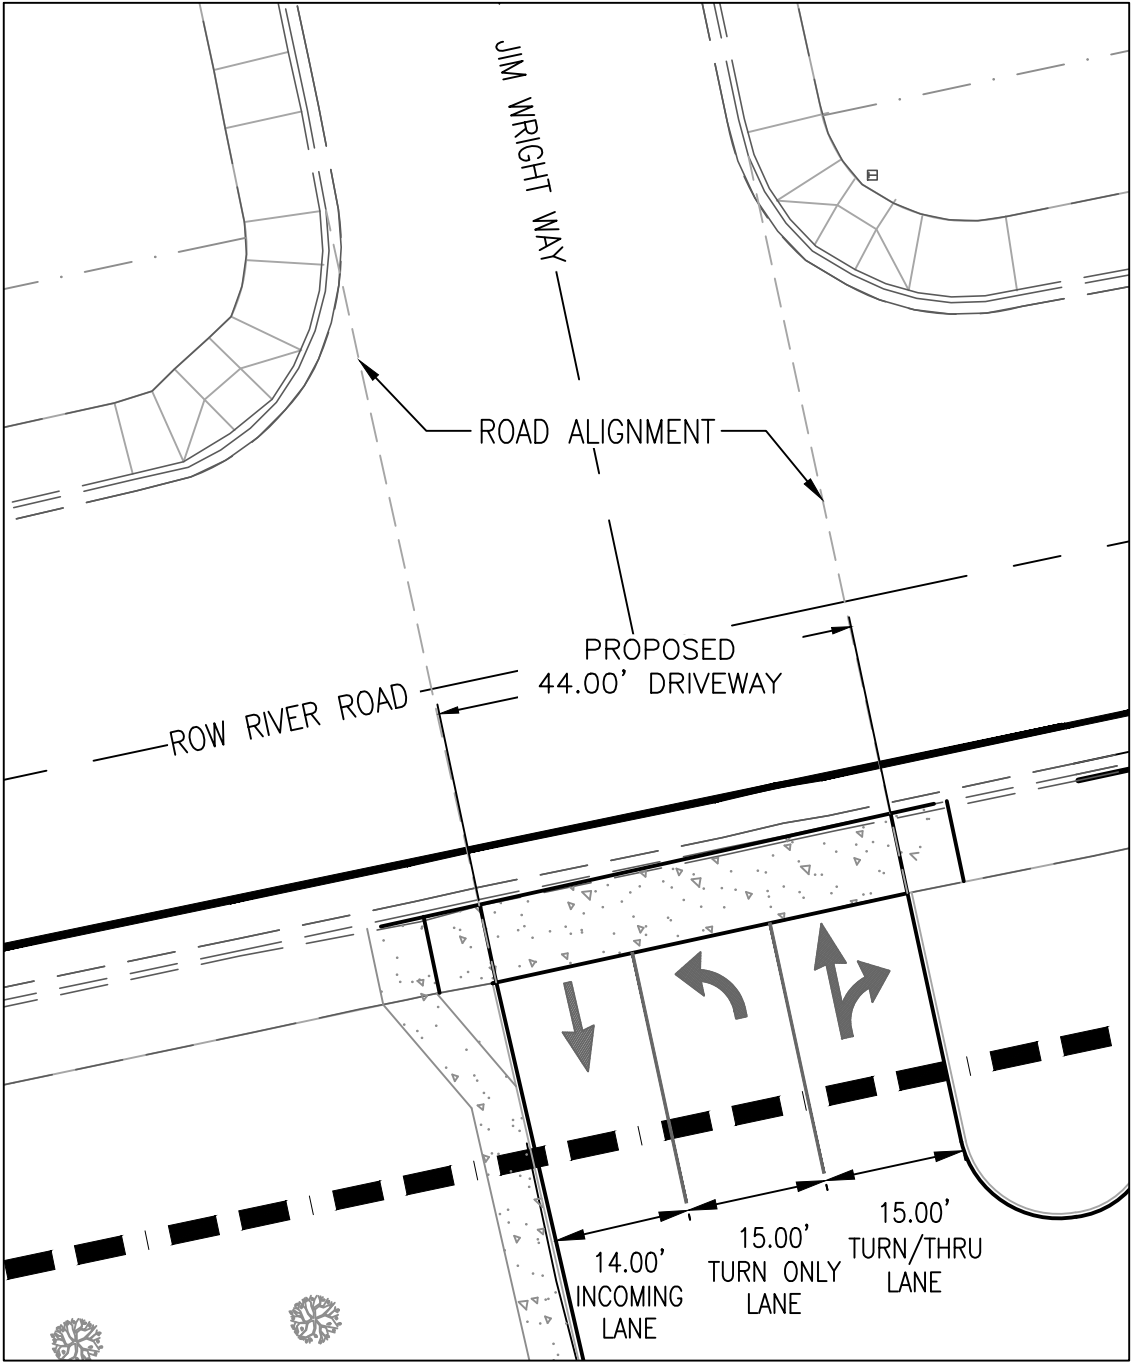 JIM WRIGHT WAY
ROAD ALIGNMENT
PROPOSED
44.00' DRIVEWAY
ROW RIVER ROAD
14.00'
INCOMING
LANE
15.00'
TURN ONLY
LANE
15.00'
TURN/THRU
LANE